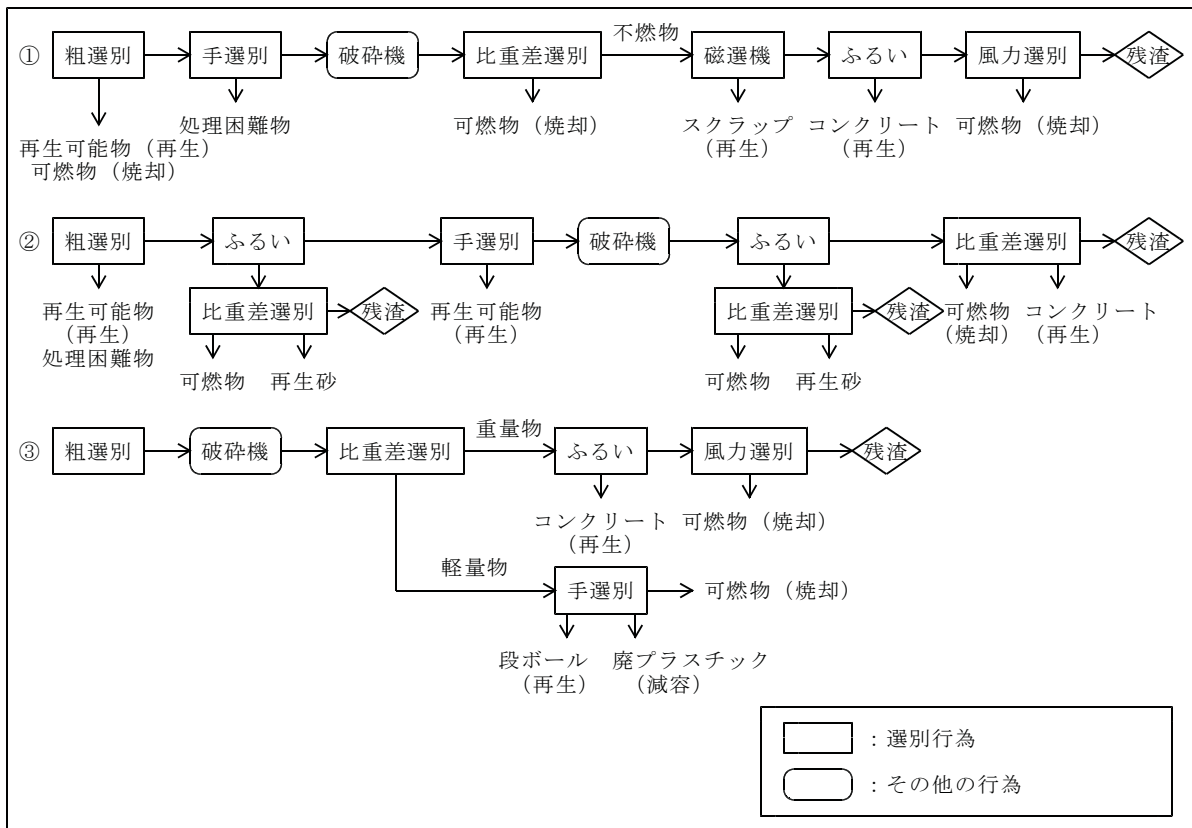 ① 粗選別 手選別 破砕機 比重差選別 不燃物 磁選機 ふるい 風力選別 残渣
再生可能物（再生）
可燃物（焼却）
処理困難物
可燃物（焼却）
スクラップ
（再生）
コンクリート
（再生）
可燃物（焼却）
② 粗選別 ふるい 手選別 破砕機 ふるい 比重差選別 残渣
再生可能物
（再生）
処理困難物
比重差選別 残渣
可燃物 再生砂
再生可能物
（再生）
比重差選別 残渣
可燃物 再生砂
可燃物
（焼却）
コンクリート
（再生）
③ 粗選別 破砕機 比重差選別 重量物 ふるい 風力選別 残渣
コンクリート
（再生）
可燃物（焼却）
軽量物 手選別 可燃物（焼却）
段ボール
（再生）
廃プラスチック
（減容）
：選別行為
：その他の行為